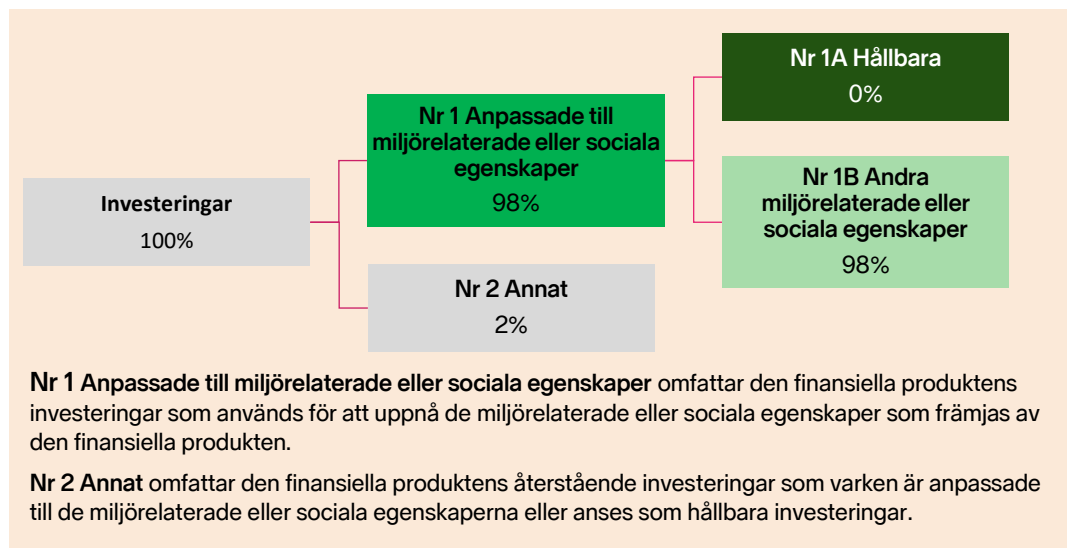 Investeringar
100%
Nr 1 Anpassade till
miljörelaterade eller sociala
egenskaper
98%
Nr 2 Annat
2%
Nr 1A Hållbara
0%
Nr 1B Andra
miljörelaterade eller
sociala egenskaper
98%
Nr 1 Anpassade till miljörelaterade eller sociala egenskaper omfattar den finansiella produktens
investeringar som används för att uppnå de miljörelaterade eller sociala egenskaper som främjas av
den finansiella produkten.
Nr 2 Annat omfattar den finansiella produktens återstående investeringar som varken är anpassade
till de miljörelaterade eller sociala egenskaperna eller anses som hållbara investeringar.